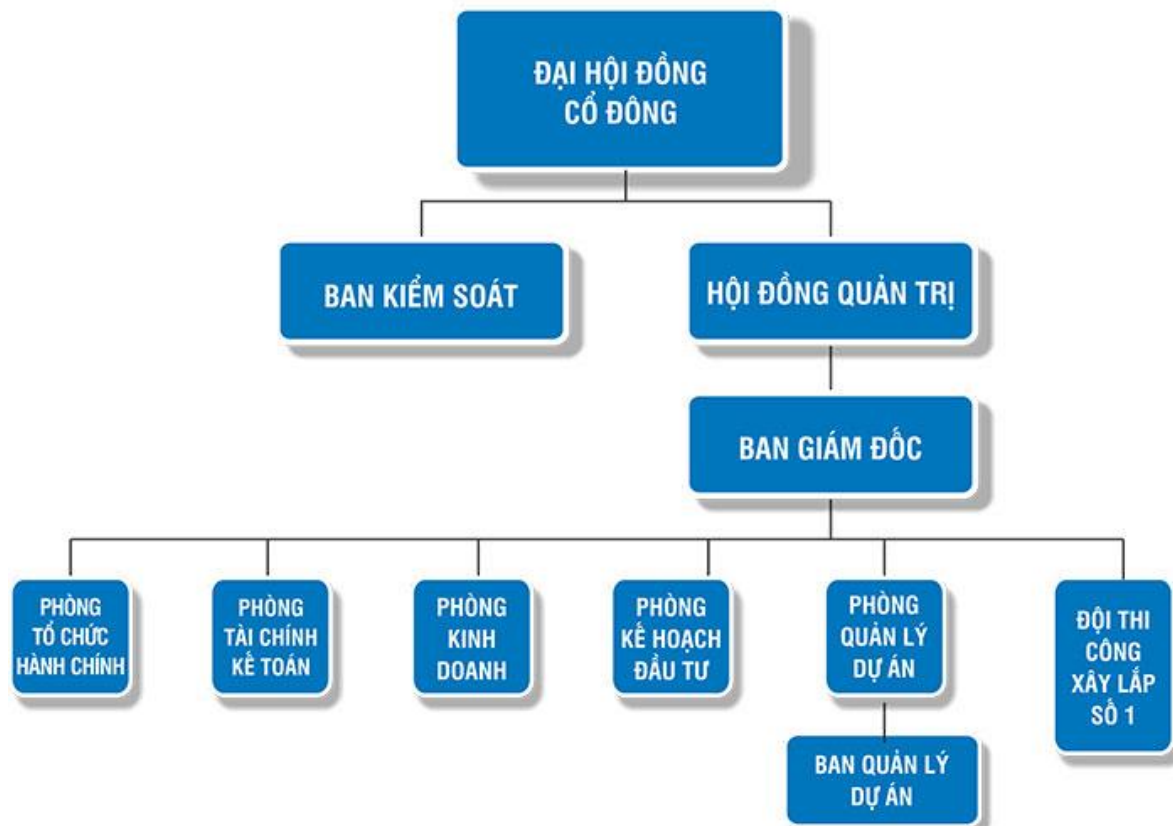 ĐẠI HỘI ĐỒNG
CỔ ĐÔNG
BAN KIỂM SOÁT
HỘI ĐỒNG QUẢN TRỊ
BAN GIÁM ĐỐC
PHÒNG
TỔ CHỨC
HÀNH CHÍNH
PHÒNG
TÀI CHÍNH
KẾ TOÁN
PHÒNG
KINH
DOANH
PHÒNG
KẾ HOẠCH
ĐẦU TƯ
PHÒNG
QUẢN LÝ
DỰ ÁN
ĐỘI THI
CÔNG
XÂY LẮP
SỐ 1
BAN QUẢN LÝ
DỰ ÁN